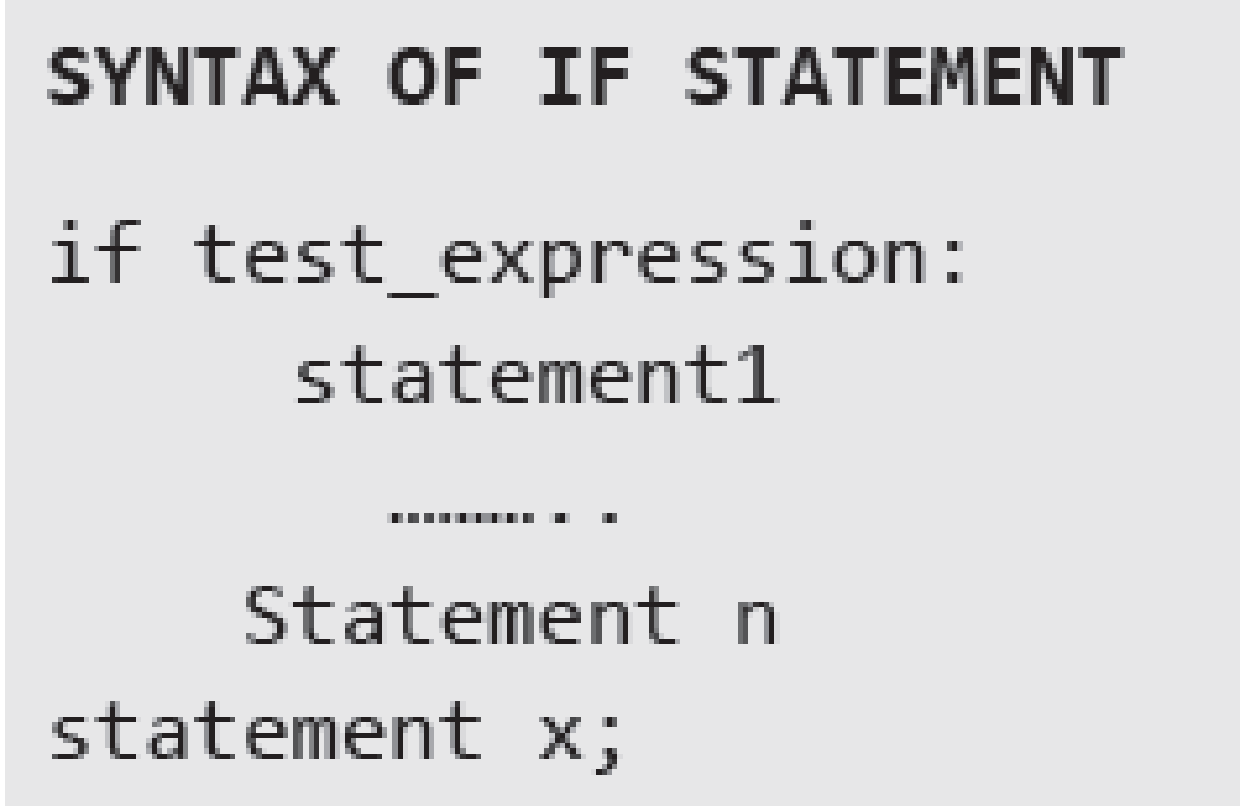 SYNTAX OF IF STATEMENT
if test_expression:
statement1
...........
Statement n
statement x;